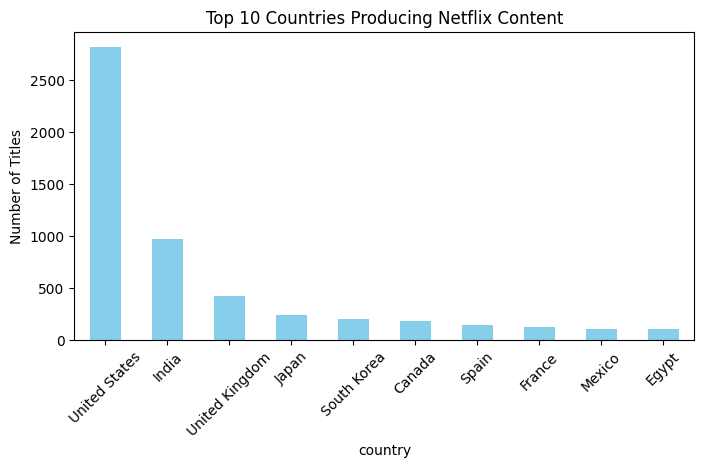 Top 10 Countries Producing Netflix Content
Number of Titles
2500
2000
1500
1000
500
0
United States
India
United Kingdom
Japan
South Korea
Canada
Spain
France
Mexico
Egypt
country